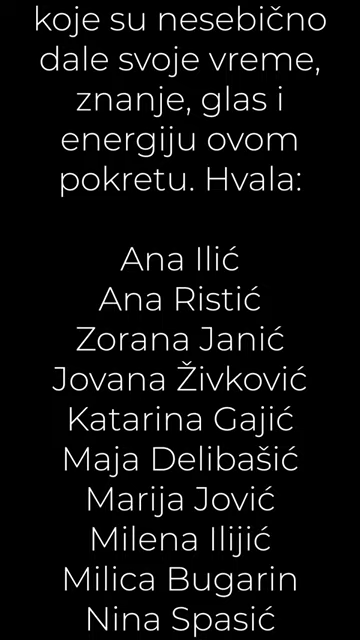 koje su nesebično
dale svoje vreme,
znanje, glas i
energiju ovom
pokretu. Hvala:
Ana Ilić
Ana Ristić
Zorana Janić
Jovana Živković
Katarina Gajić
Maja Delibašić
Marija Jović
Milena Ilijić
Milica Bugarin
Nina Spasić